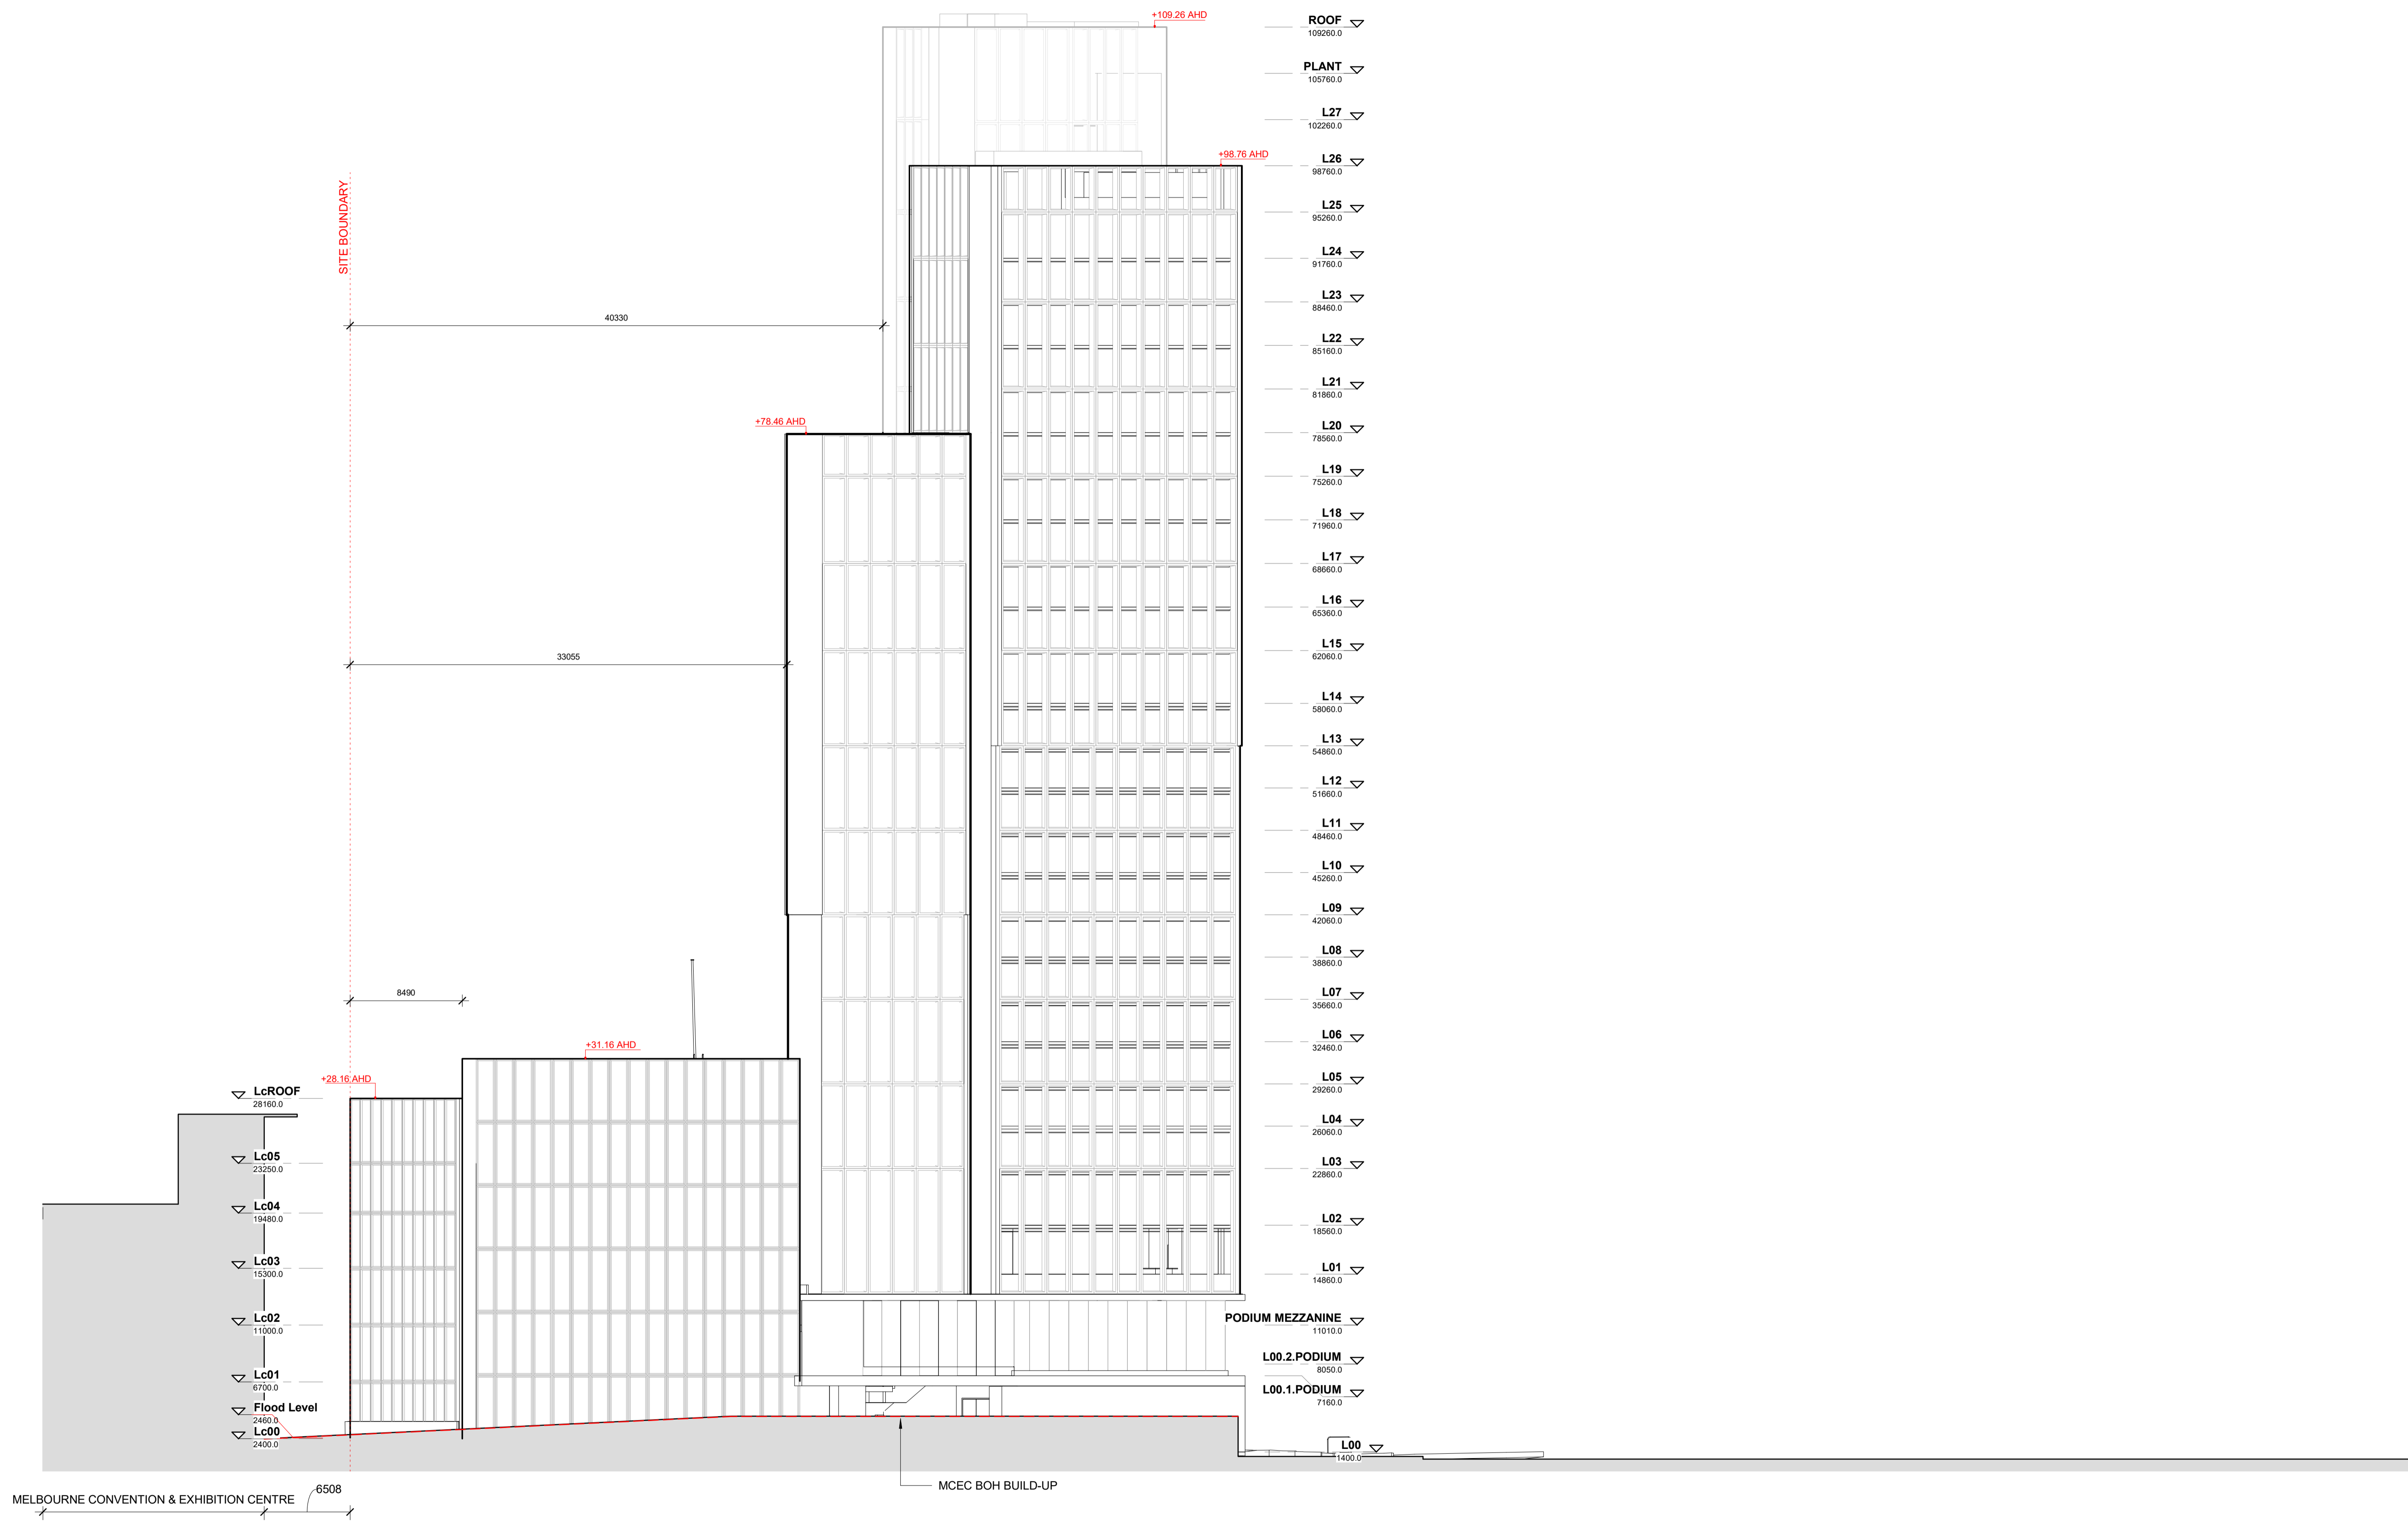 +109.26 AHD
ROOF
109260.0
PLANT
105760.0
L27
102260.0
+98.76 AHD
L26
98760.0
SITE BOUNDARY
L25
95260.0
L24
91760.0
L23
88460.0
40330
L22
85160.0
L21
81860.0
+78.46 AHD
L20
78560.0
L19
75260.0
L18
71960.0
L17
68660.0
L16
65360.0
33055
L15
62060.0
L14
58060.0
L13
54860.0
L12
51660.0
L11
48460.0
L10
45260.0
L09
42060.0
L08
38860.0
8490
L07
35660.0
L06
32460.0
+31.16 AHD
L05
29260.0
+28.16 AHD
LcROOF
28160.0
L04
26060.0
Lc05
23250.0
L03
22860.0
Lc04
19480.0
L02
18560.0
Lc03
15300.0
L01
14860.0
Lc02
11000.0
PODIUM MEZZANINE
11010.0
L00.2.PODIUM
8050.0
Lc01
6700.0
L00.1.PODIUM
7160.0
Flood Level
2460.0
Lc00
2400.0
L00
1400.0
MCEC BOH BUILD-UP
6508
MELBOURNE CONVENTION & EXHIBITION CENTRE